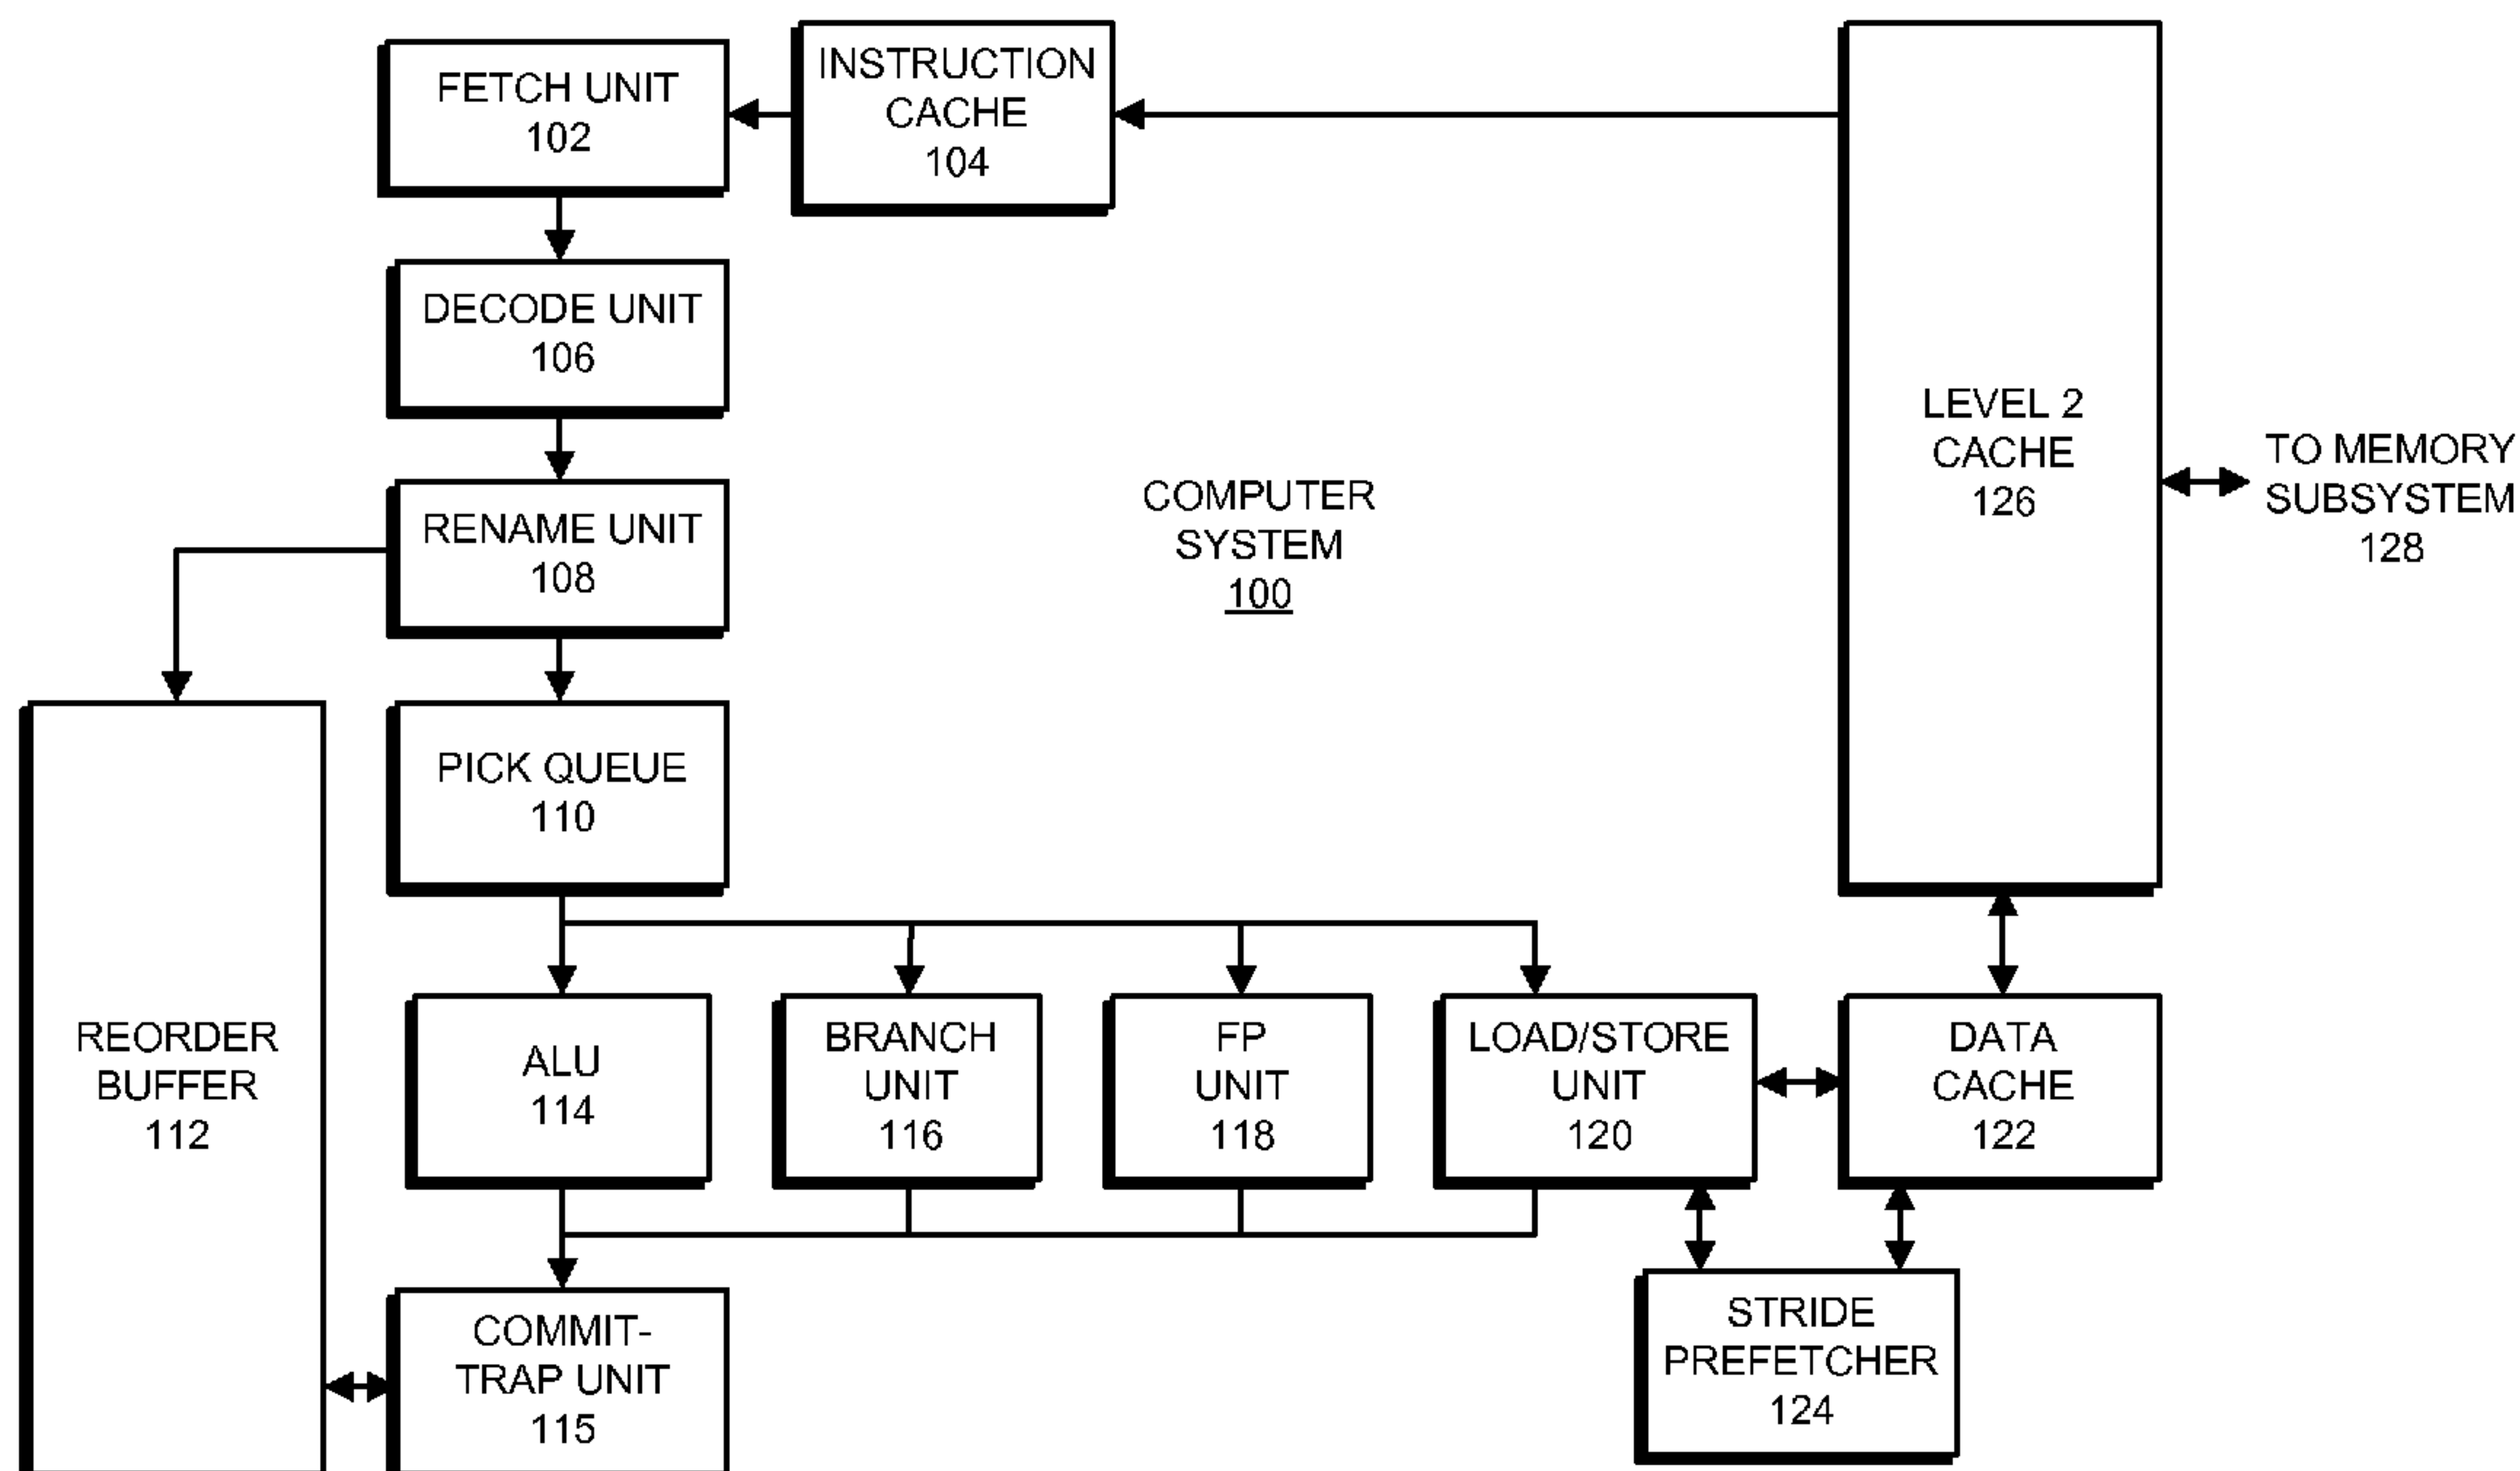 FETCH UNIT
102
INSTRUCTION
CACHE
104
DECODE UNIT
106
RENAME UNIT
108
COMPUTER
SYSTEM
100
LEVEL 2
CACHE
126
TO MEMORY
SUBSYSTEM
128
PICK QUEUE
110
REORDER
BUFFER
112
ALU
114
BRANCH
UNIT
116
FP
UNIT
118
LOAD/STORE
UNIT
120
DATA
CACHE
122
COMMIT-
TRAP UNIT
115
STRIDE
PREFETCHER
124